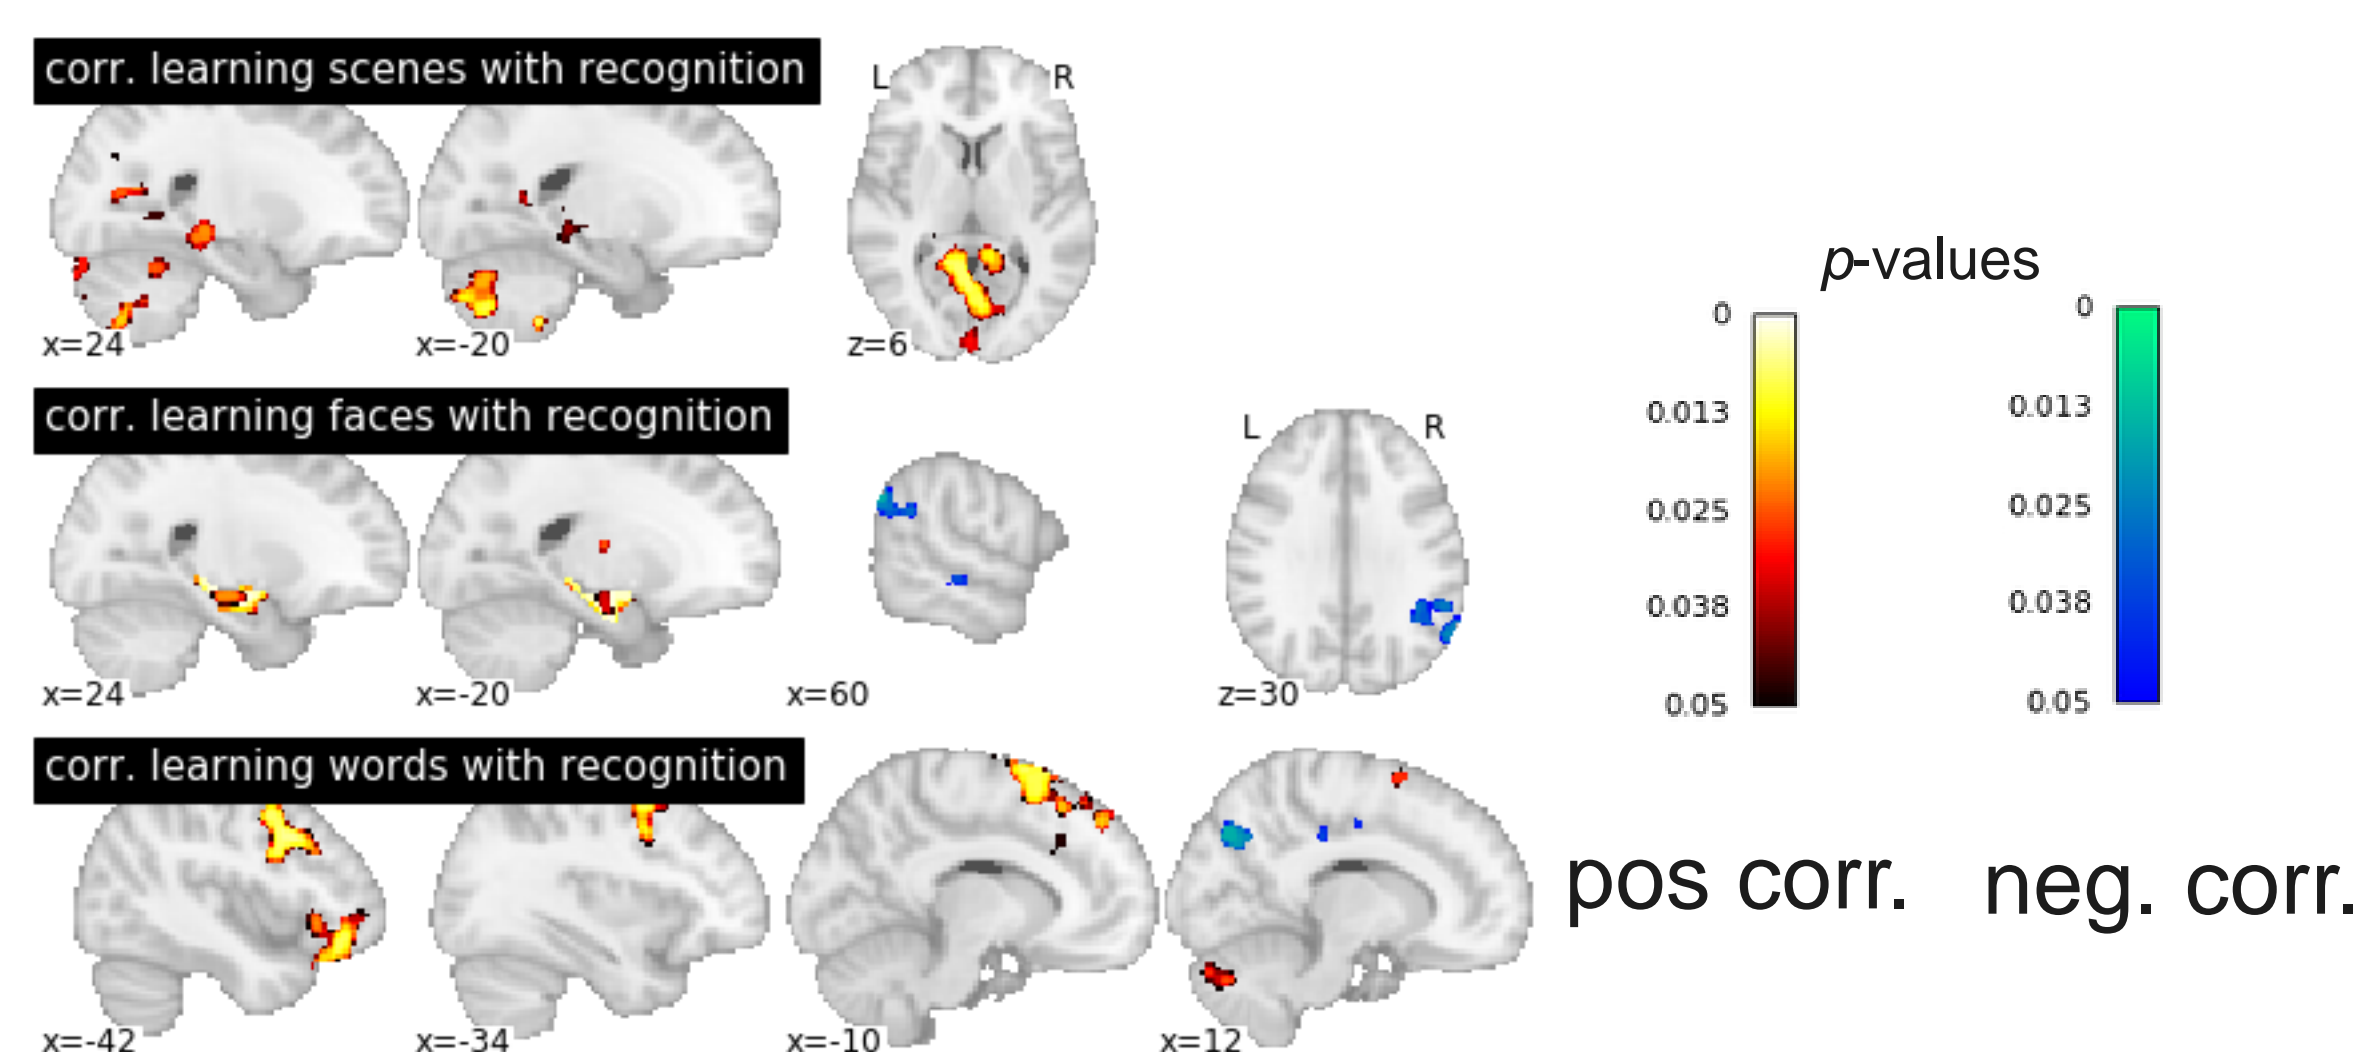 corr. learning scenes with recognition
L R
x=24 x=-20 z=6
corr. learning faces with recognition
L R
x=24 x=-20 x=60 z=30
corr. learning words with recognition
x=-42 x=-34 x=-10 x=12
p-values
0 0
0.013 0.013
0.025 0.025
0.038 0.038
0.05 0.05
pos corr. neg. corr.